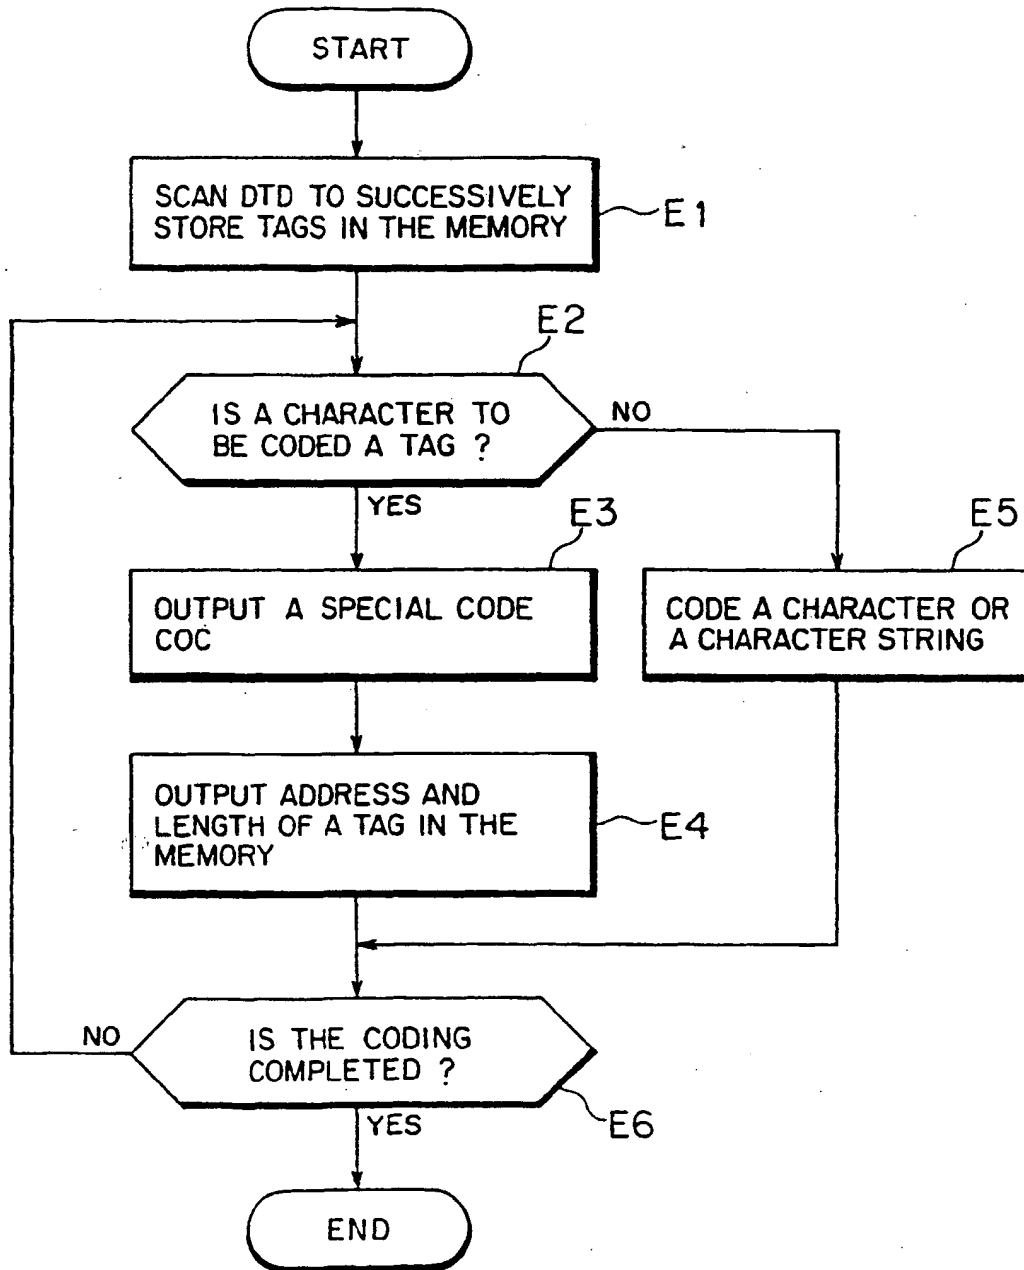 START
SCAN DTD TO SUCCESSIVELY
STORE TAGS IN THE MEMORY
E1
E2
IS A CHARACTER TO
BE CODED A TAG ?
NO
YES
E3
OUTPUT A SPECIAL CODE
COC
E5
CODE A CHARACTER OR
A CHARACTER STRING
OUTPUT ADDRESS AND
LENGTH OF A TAG IN THE
MEMORY
E4
NO
IS THE CODING
COMPLETED ?
E6
YES
END